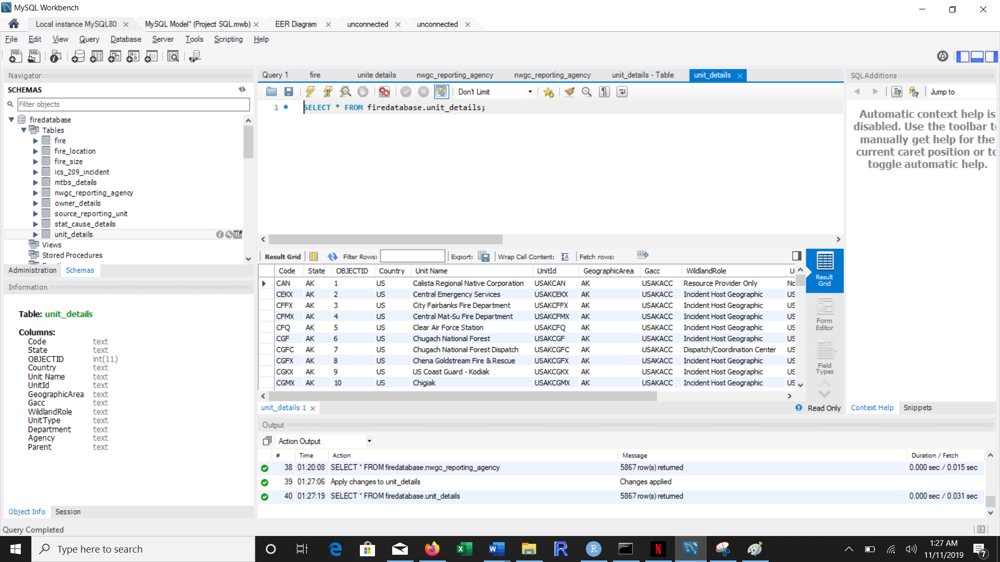 MySQL Workbench
Local instance MySQL80 MySQL Model* (Project SQL.mwb) EER Diagram unconnected unconnected
File Edit View Query Database Server Tools Scripting Help
Navigator
SCHEMAS
Filter objects
firedatabase
Tables
fire
fire_location
fire_size
ics_209_incident
mtbs_details
nwgc_reporting_agency
owner_details
source_reporting_unit
stat_cause_details
unit_details
Views
Stored Procedures
Administration Schemas
Information
Table: unit_details
Columns:
Code text
State text
OBJECTID int(11)
Country text
Unit Name text
UnitId text
GeographicArea text
Gacc text
WildlandRole text
UnitType text
Department text
Agency text
Parent text
Object Info Session
Query Completed
Query 1 fire unite details nwgc_reporting_agency nwgc_reporting_agency unit_details - Table unit_details
Don't Limit
1 SELECT * FROM firedatabase.unit_details;
Result Grid Filter Rows: Export: Wrap Cell Content: Fetch rows:
Code State OBJECTID Country Unit Name UnitId GeographicArea Gacc WildlandRole U
CAN AK 1 US Calista Regional Native Corporation USAKCAN AK USAKACC Resource Provider Only No
CEKX AK 2 US Central Emergency Services USAKCEKX AK USAKACC Incident Host Geographic US
CFFX AK 3 US City Fairbanks Fire Department USAKCFFX AK USAKACC Incident Host Geographic US
CFMX AK 4 US Central Mat-Su Fire Department USAKCFMX AK USAKACC Incident Host Geographic US
CFQ AK 5 US Clear Air Force Station USAKCFQ AK USAKACC Incident Host Geographic US
CGF AK 6 US Chugach National Forest USAKCGF AK USAKACC Incident Host Geographic US
CGFC AK 7 US Chugach National Forest Dispatch USAKCGFC AK USAKACC Dispatch/Coordination Center US
CGFX AK 8 US Chena Goldstream Fire & Rescue USAKCGFX AK USAKACC Incident Host Geographic US
CGKX AK 9 US US Coast Guard - Kodiak USAKCGKX AK USAKACC Incident Host Geographic US
CGMX AK 10 US Chigiak USAKCGMX AK USAKACC Incident Host Geographic US
Result Grid
Form Editor
Field Types
unit_details 1 Read Only
SQLAdditions
Jump to
Automatic context help is
disabled. Use the toolbar to
manually get help for the
current caret position or to
toggle automatic help.
Context Help Snippets
Output
Action Output
# Time Action Message Duration / Fetch
38 01:20:08 SELECT * FROM firedatabase.nwgc_reporting_agency 5867 row(s) returned 0.000 sec / 0.015 sec
39 01:27:06 Apply changes to unit_details Changes applied
40 01:27:19 SELECT * FROM firedatabase.unit_details 5867 row(s) returned 0.000 sec / 0.031 sec
Type here to search
1:27 AM
11/11/2019
7